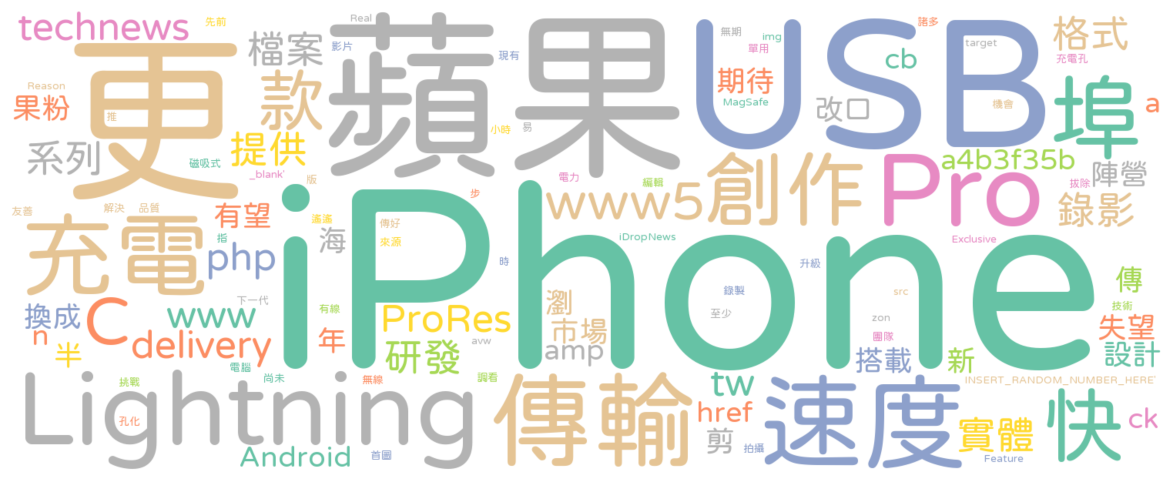 technews
先前
Real
無期
img
諸多
檔案
影片
現有
單用
target
格式
更
蘋果
USB
cb
充電孔
Reason
款
期待
果粉
推
MagSafe
改口
機會
埠
a
小時
易
系列
磁吸式
提供
_blank'
版
電力
編輯
a4b3f35b
陣營
拔除
創作
Pro
www5
錄影
友善
解決
品質
有望
遙遙
步
傳好
指
海
來源
iDropNews
Exclusive
充電
php
iPhone
時
升級
傳
下一代
錄製
src
技術
換成
C
www
有線
ProRes
瀏
至少
zon
失望
n
delivery
年
市場
團隊
半
研發
avw
amp
搭載
新
設計
電腦
尚未
無線
調看
挑戰
tw
INSERT_RANDOM_NUMBER_HERE'
Lightning
傳輸
速度
快
孔化
href
ck
剪
實體
Android
首圖
拍攝
Feature